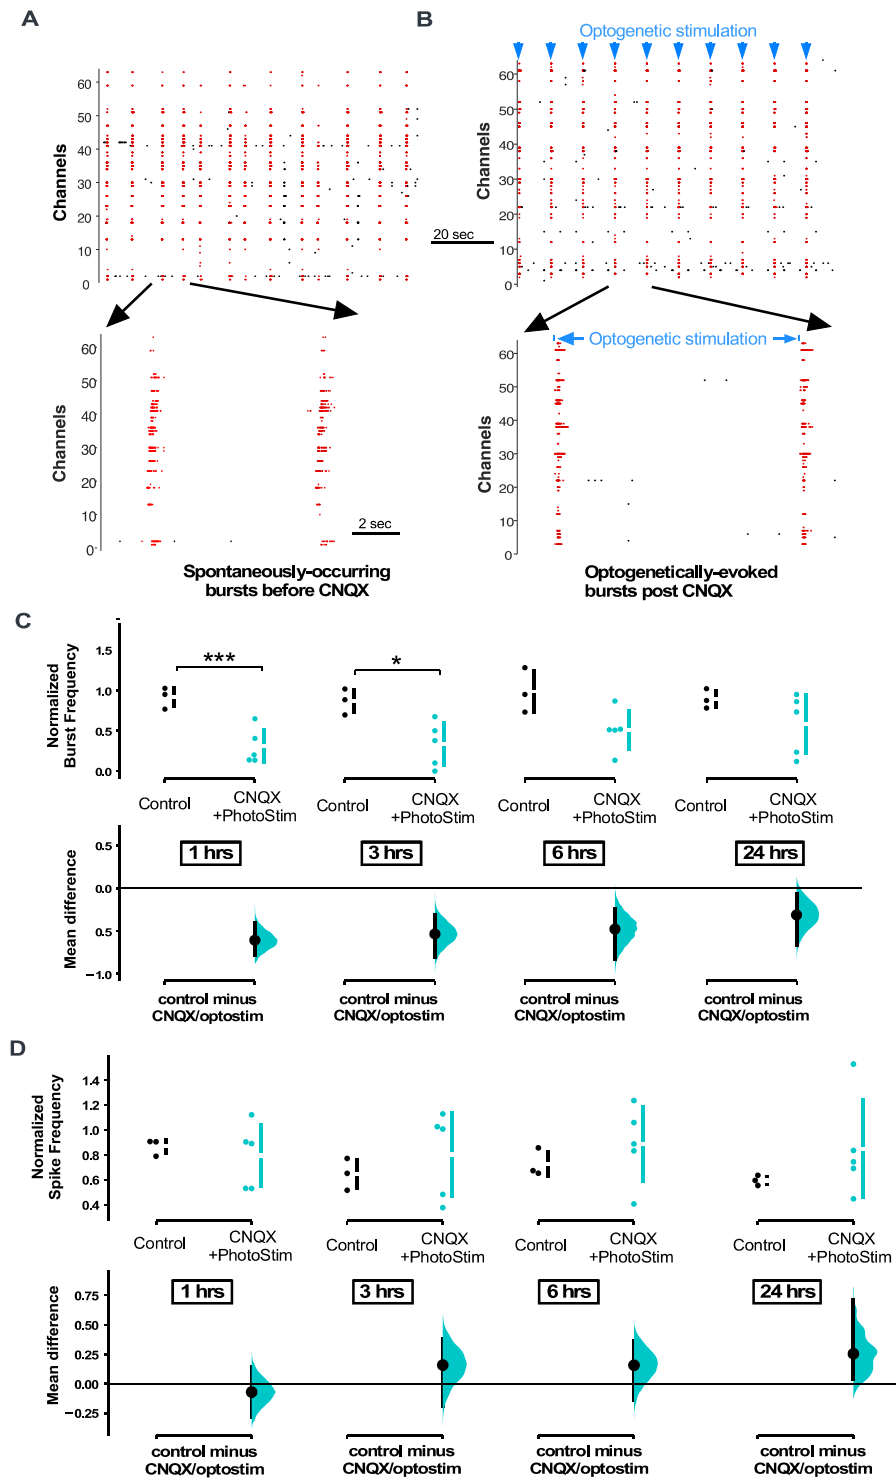 A
60
50
40
30
20
10
0
Channels
60
50
40
30
20
10
0
Channels
2 sec
Spontaneously-occurring
bursts before CNQX
B
Optogenetic stimulation
60
50
40
30
20
10
0
Channels
20 sec
Optogenetic stimulation
60
50
40
30
20
10
0
Channels
Optogenetically-evoked
bursts post CNQX
C
Normalized
Burst Frequency
1.5
1.0
0.5
0.0
***
*
Control
CNQX
+PhotoStim
Control
CNQX
+PhotoStim
Control
CNQX
+PhotoStim
Control
CNQX
+PhotoStim
Mean difference
0.5
0.0
0.5
−1.0
1 hrs
3 hrs
6 hrs
24 hrs
control minus
CNQX/optostim
control minus
CNQX/optostim
control minus
CNQX/optostim
control minus
CNQX/optostim
D
Normalized
Spike Frequency
1.4
1.2
1.0
0.8
0.6
0.4
Control
CNQX
+PhotoStim
Control
CNQX
+PhotoStim
Control
CNQX
+PhotoStim
Control
CNQX
+PhotoStim
Mean difference
0.75
0.50
0.25
0.00
−0.25
1 hrs
3 hrs
6 hrs
24 hrs
control minus
CNQX/optostim
control minus
CNQX/optostim
control minus
CNQX/optostim
control minus
CNQX/optostim